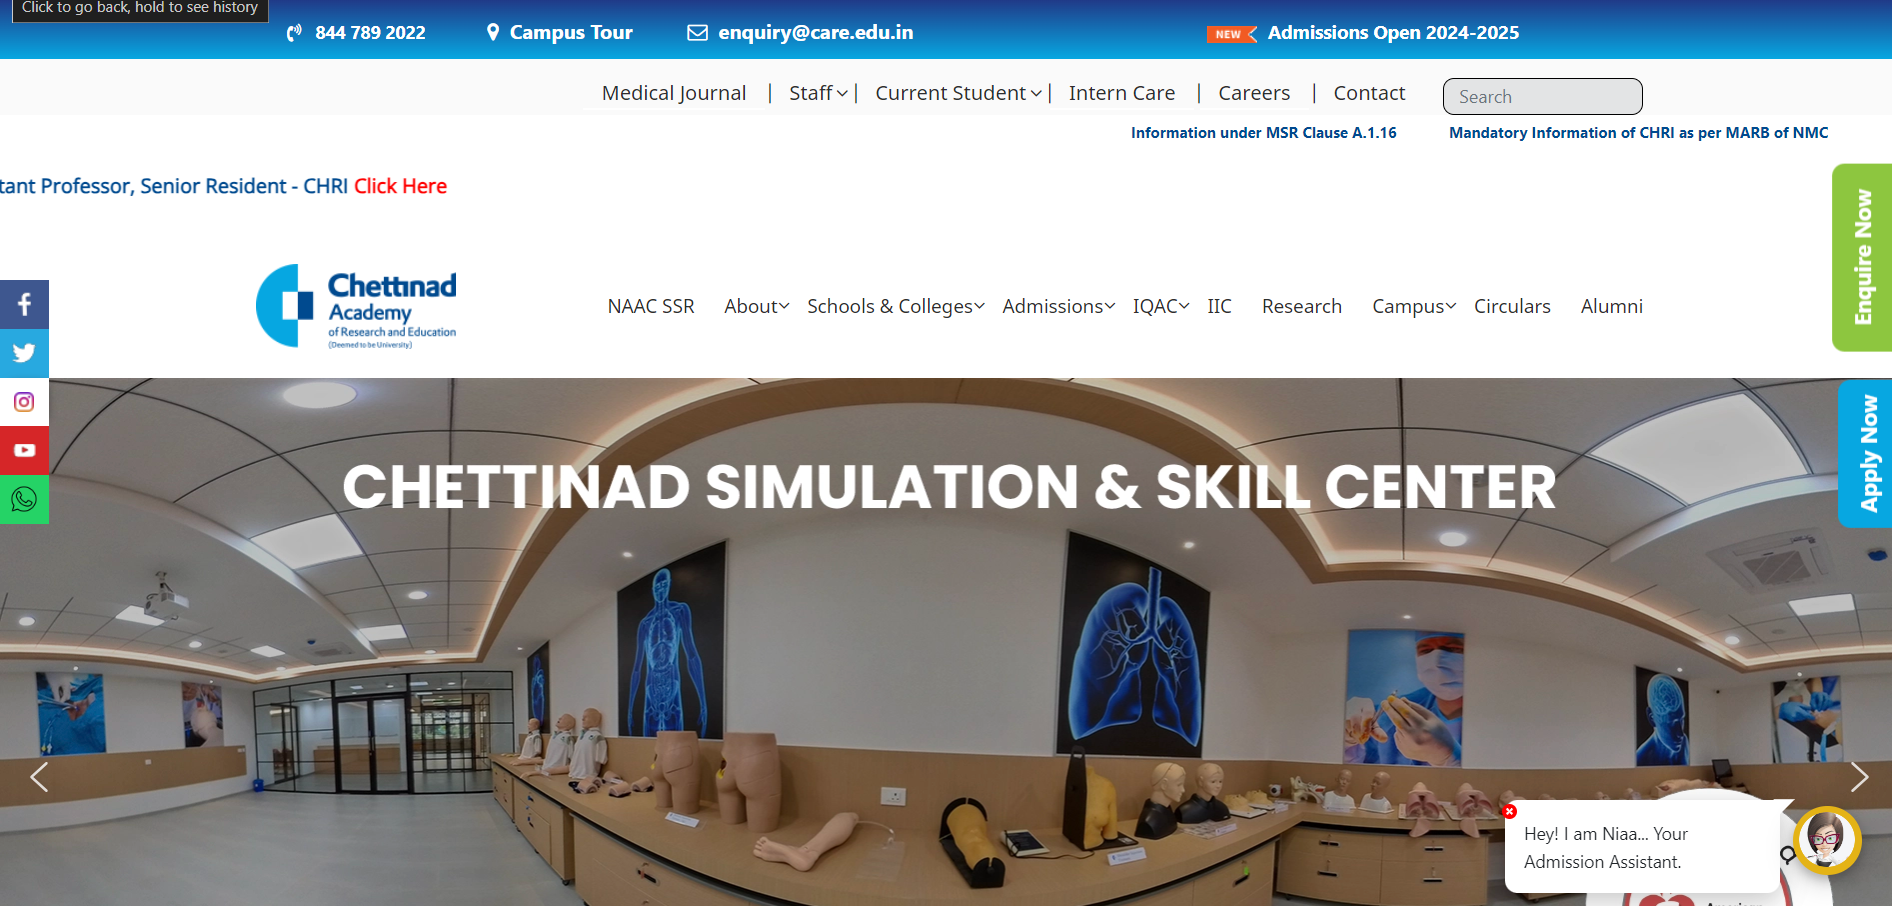 Click to go back, hold to see history
844 789 2022
Campus Tour
enquiry@care.edu.in
NEW
Admissions Open 2024-2025
Medical Journal | Staff | Current Student | Intern Care | Careers | Contact
Search
Information under MSR Clause A.1.16
Mandatory Information of CHRI as per MARB of NMC
tant Professor, Senior Resident - CHRI Click Here
Enquire Now
Chettinad
Academy
of Research and Education
(Deemed to be University)
NAAC SSR About Schools & Colleges Admissions IQAC IIC Research Campus Circulars Alumni
Apply Now
CHETTINAD SIMULATION & SKILL CENTER
Hey! I am Niaa... Your
Admission Assistant.